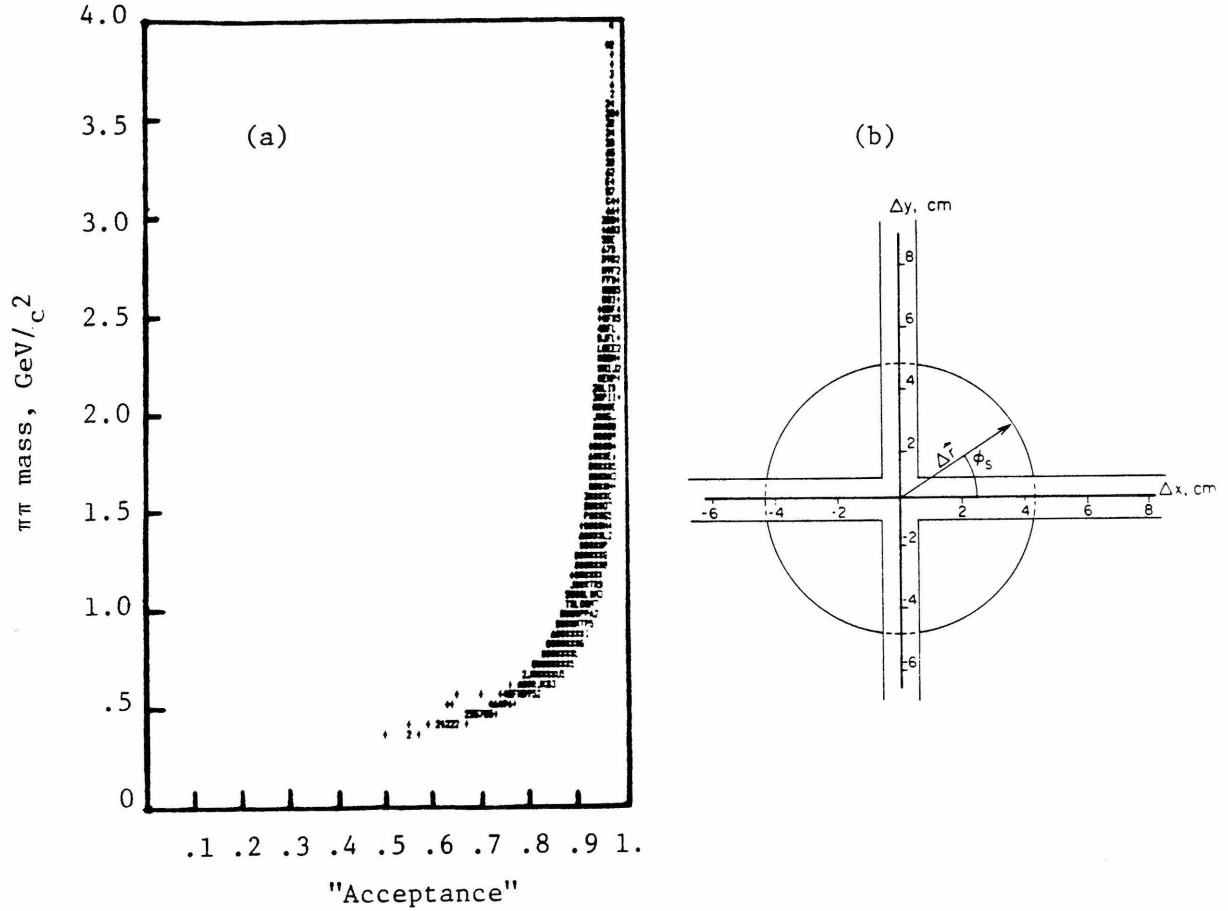 (a)
4.0
3.5
3.0
2.5
2.0
1.5
1.0
.5
0
ππ mass, GeV/c2
.1 .2 .3 .4 .5 .6 .7 .8 .9 1.
"Acceptance"
(b)
Δy, cm
8
6
4
2
Δr⃗
ϕs
Δx, cm
-6 -4 -2 2 4 6 8
-2
-4
-6